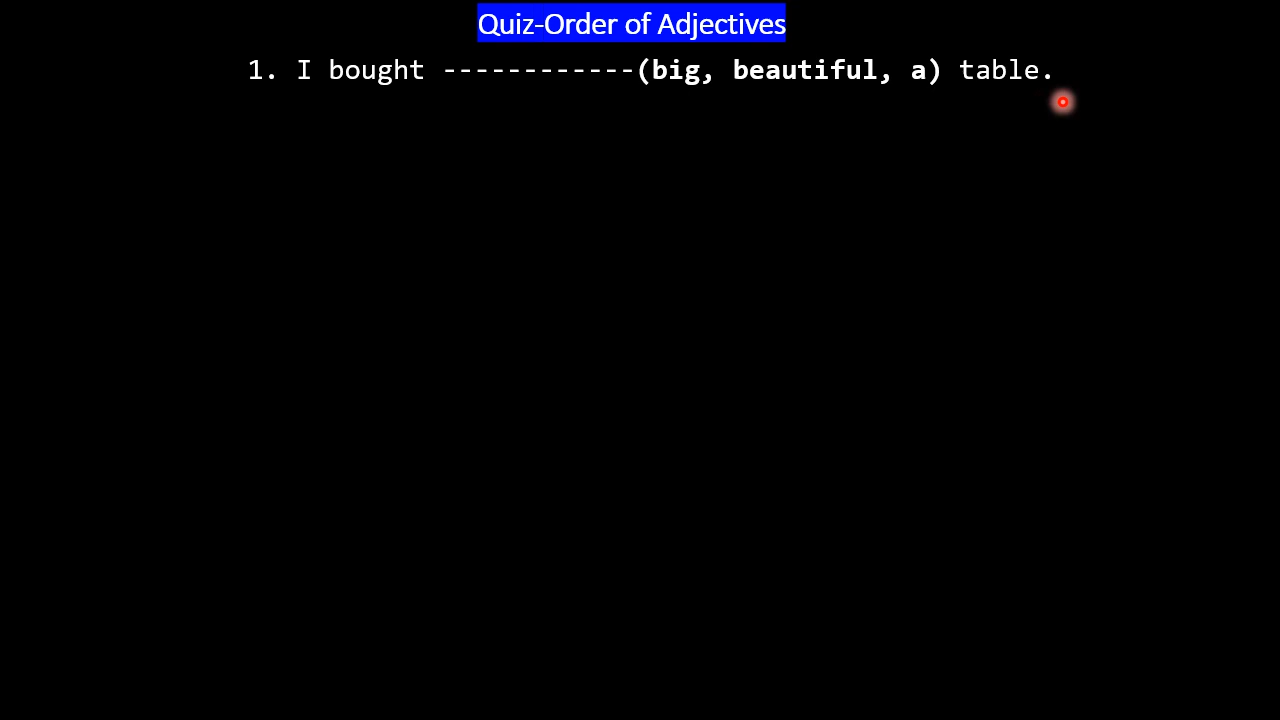 Quiz-Order of Adjectives
1. I bought ------------(big, beautiful, a) table.